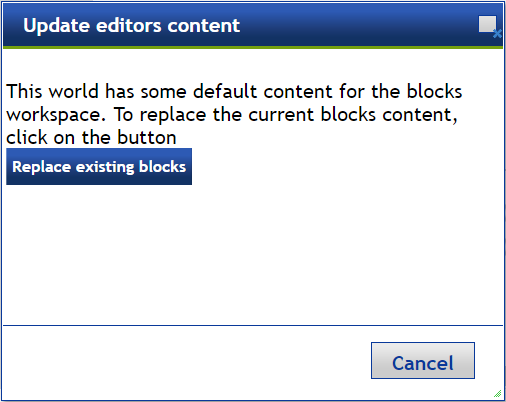 Update editors content
This world has some default content for the blocks
workspace. To replace the current blocks content,
click on the button
Replace existing blocks
Cancel